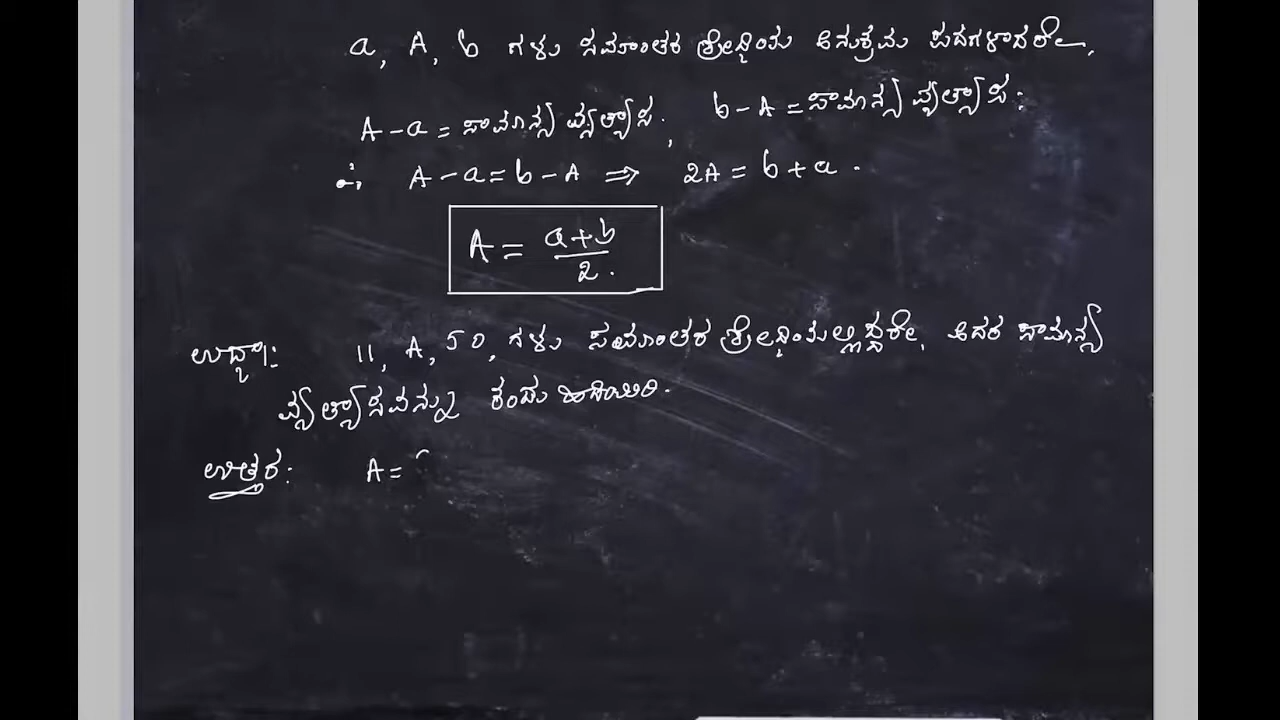 a, A, b ಗಳು ಸಮಾಂತರ ಶ್ರೇಢಿಯ ಅನುಕ್ರಮ ಪದಗಳಾದರೇ,
A-a = ಸಾಮಾನ್ಯ ವ್ಯತ್ಯಾಸ; b-A = ಸಾಮಾನ್ಯ ವ್ಯತ್ಯಾಸ.
∴ A-a = b-A ⇒ 2A = b+a.
A = a+b/2.
ಉದ್ದಾ: 11, A, 50, ಗಳು ಸಮಾಂತರ ಶ್ರೇಢಿಯಲ್ಲಿದ್ದರೇ, ಅದರ ಸಾಮಾನ್ಯ
ವ್ಯತ್ಯಾಸವನ್ನು ಕಂಡು ಹಿಡಿಯಿರಿ.
ಉತ್ತರ: A =